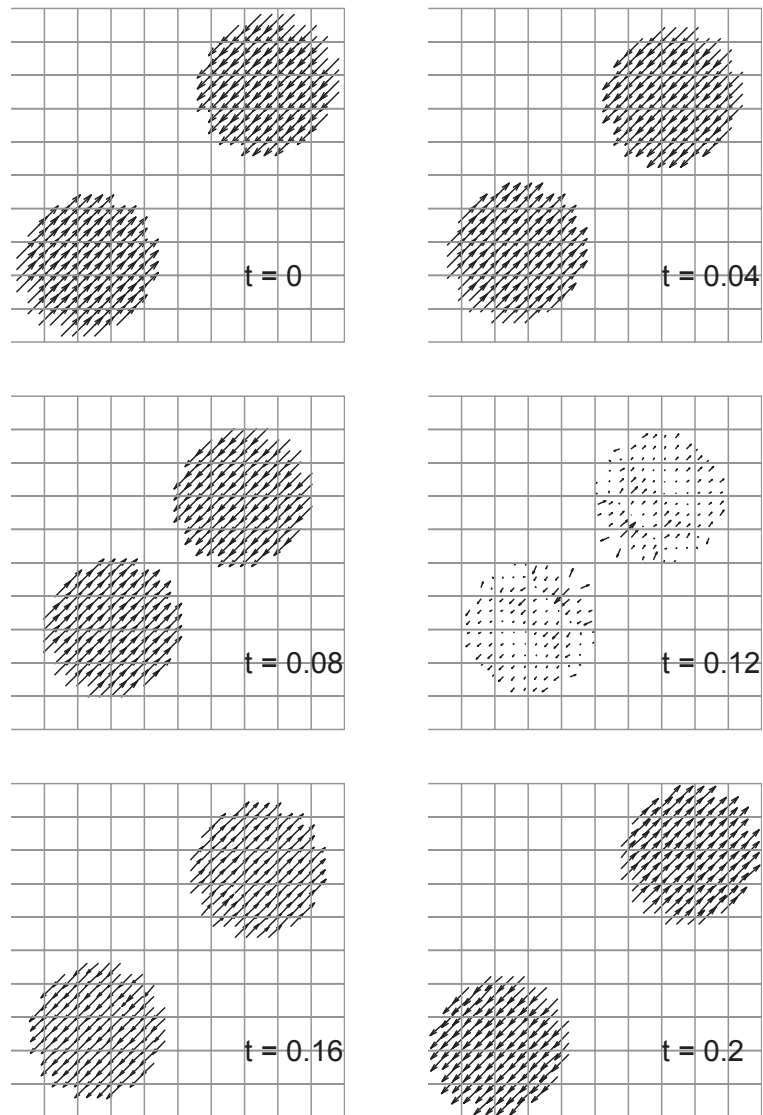 t = 0
t = 0.04
t = 0.08
t = 0.12
t = 0.16
t = 0.2